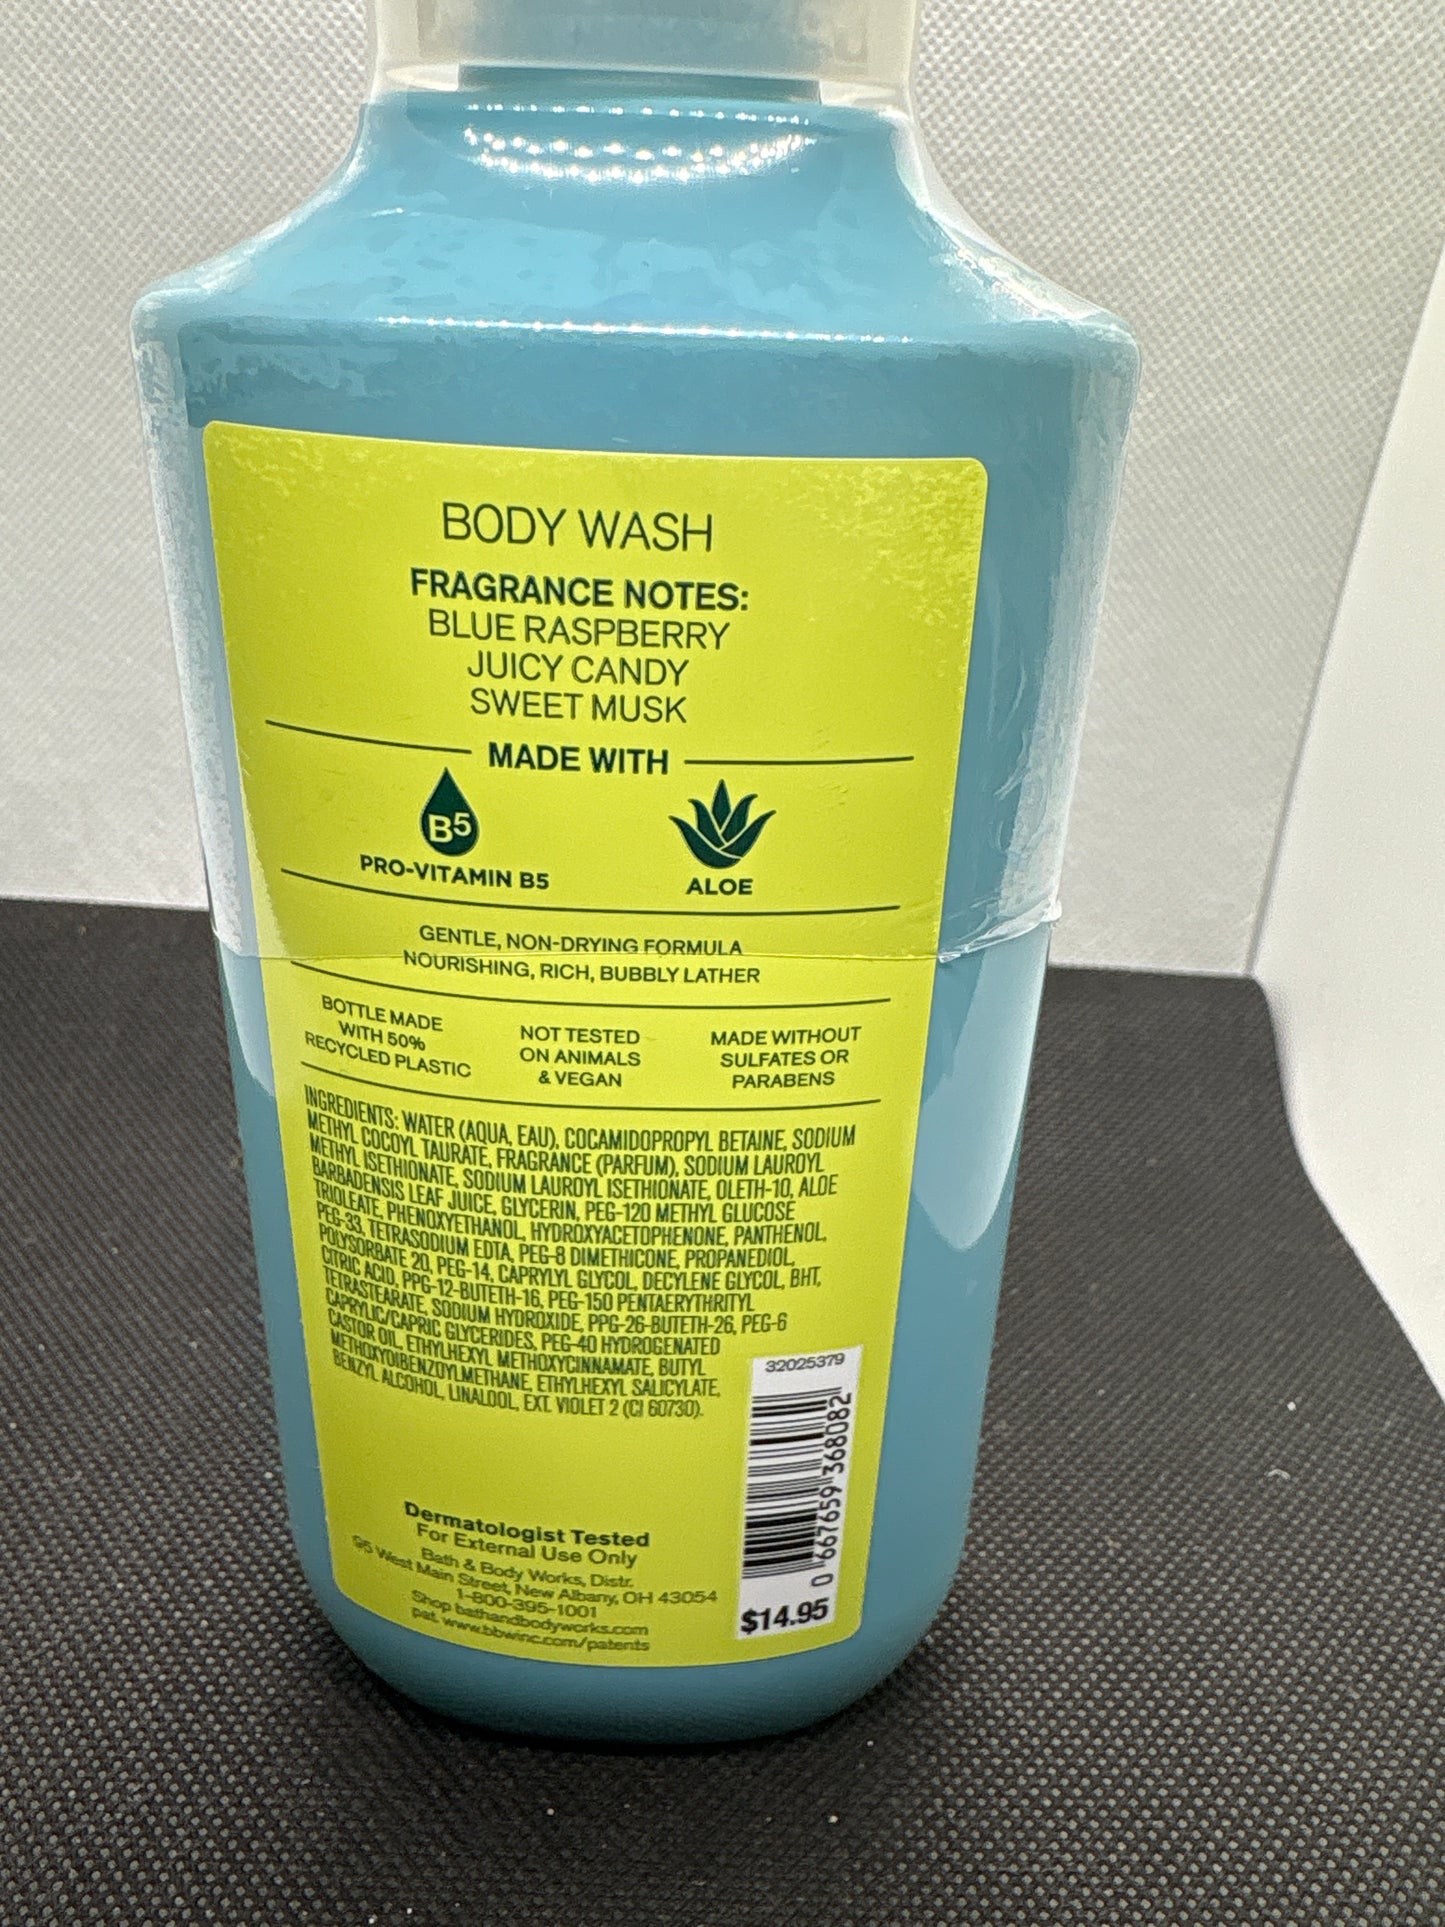 BODY WASH
FRAGRANCE NOTES:
BLUE RASPBERRY
JUICY CANDY
SWEET MUSK
MADE WITH
B5
PRO-VITAMIN B5
ALOE
GENTLE, NON-DRYING FORMULA
NOURISHING, RICH, BUBBLY LATHER
BOTTLE MADE
WITH 50%
RECYCLED PLASTIC
NOT TESTED
ON ANIMALS
& VEGAN
MADE WITHOUT
SULFATES OR
PARABENS
INGREDIENTS: WATER (AQUA, EAU), COCAMIDOPROPYL BETAINE, SODIUM
METHYL COCOYL TAURATE, FRAGRANCE (PARFUM), SODIUM LAUROYL
METHYL ISETHIONATE, SODIUM LAUROYL ISETHIONATE, OLETH-10, ALOE
BARBADENSIS LEAF JUICE, GLYCERIN, PEG-120 METHYL GLUCOSE
TRIOLEATE, PHENOXYETHANOL, HYDROXYACETOPHENONE, PANTHENOL,
PEG-33, TETRASODIUM EDTA, PEG-8 DIMETHICONE, PROPANEDIOL,
POLYSORBATE 20, PEG-14, CAPRYLYL GLYCOL, DECYLENE GLYCOL, BHT,
CITRIC ACID, PPG-12-BUTETH-16, PEG-150 PENTAERYTHRITYL
TETRASTEARATE, SODIUM HYDROXIDE, PPG-26-BUTETH-26, PEG-6
CAPRYLIC/CAPRIC GLYCERIDES, PEG-40 HYDROGENATED
CASTOR OIL, ETHYLHEXYL METHOXYCINNAMATE, BUTYL
METHOXYDIBENZOYLMETHANE, ETHYLHEXYL SALICYLATE,
BENZYL ALCOHOL, LINALOOL, EXT. VIOLET 2 (CI 60730).
32025379
0 667659 368082
$14.95
Dermatologist Tested
For External Use Only
Bath & Body Works, Distr.
95 West Main Street, New Albany, OH 43054
1-800-395-1001
Shop bathandbodyworks.com
pat. www.bbwinc.com/patents